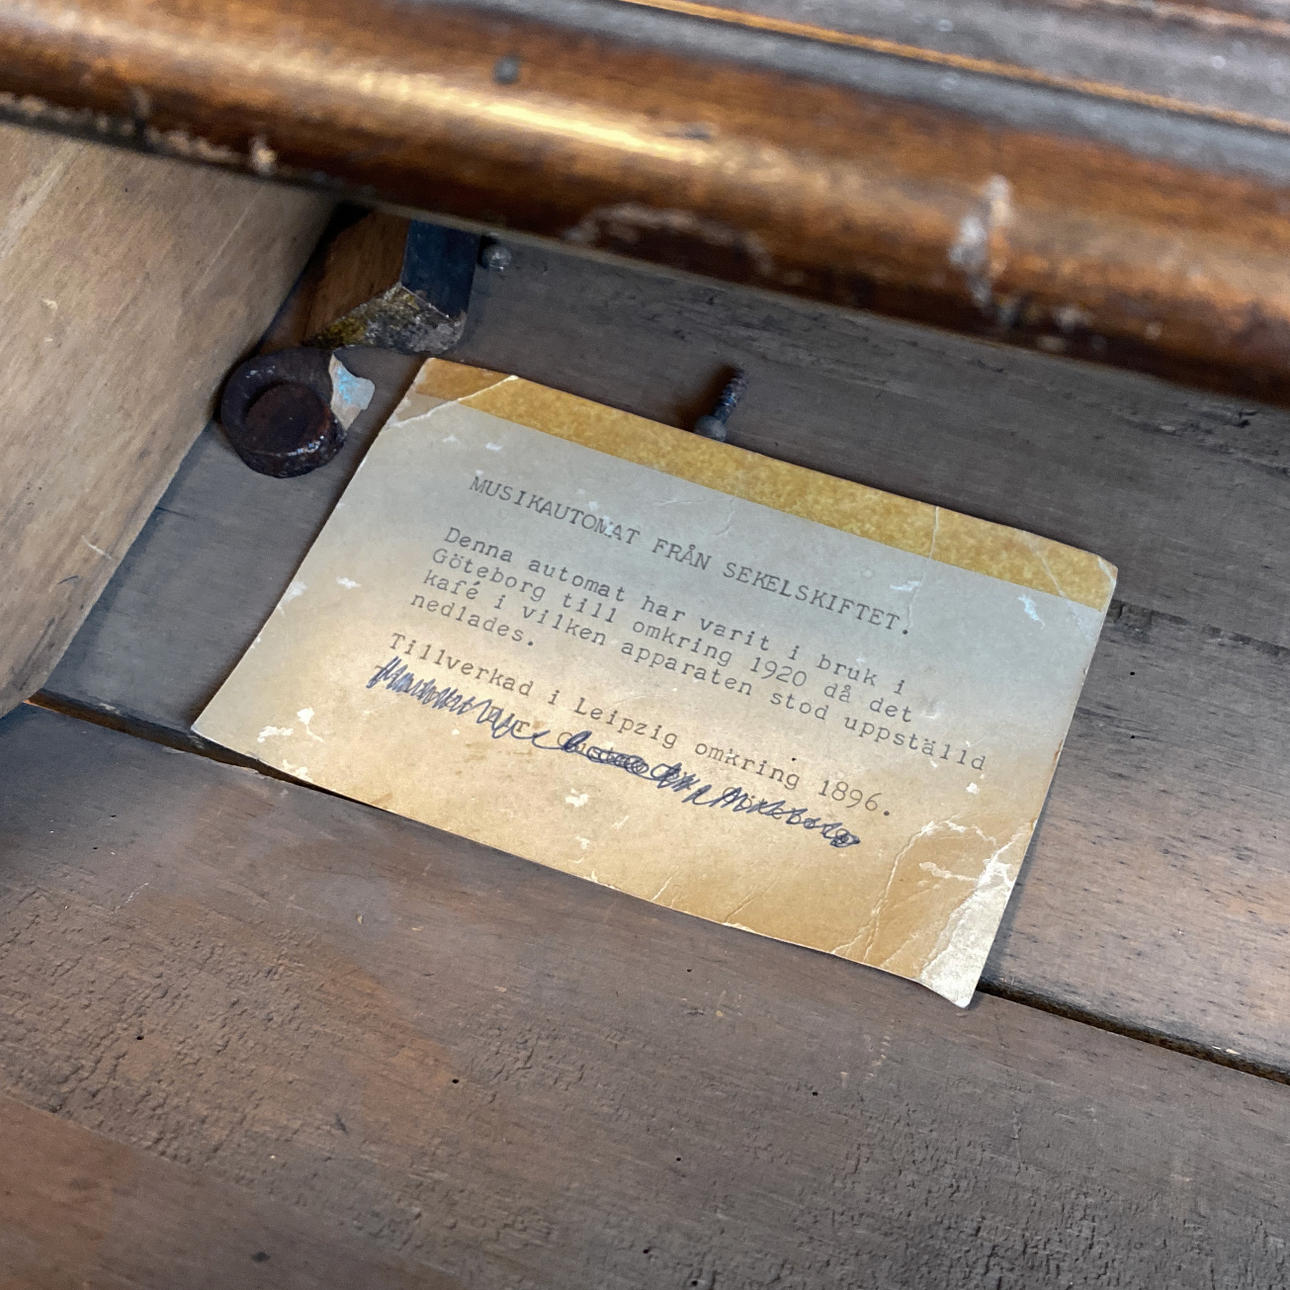 MUSIKAUTOMAT FRÅN SEKELSKIFTET.
Denna automat har varit i bruk i
Göteborg till omkring 1920 då det
kafé i vilken apparaten stod uppställd
nedlades.
Tillverkad i Leipzig omkring 1896.